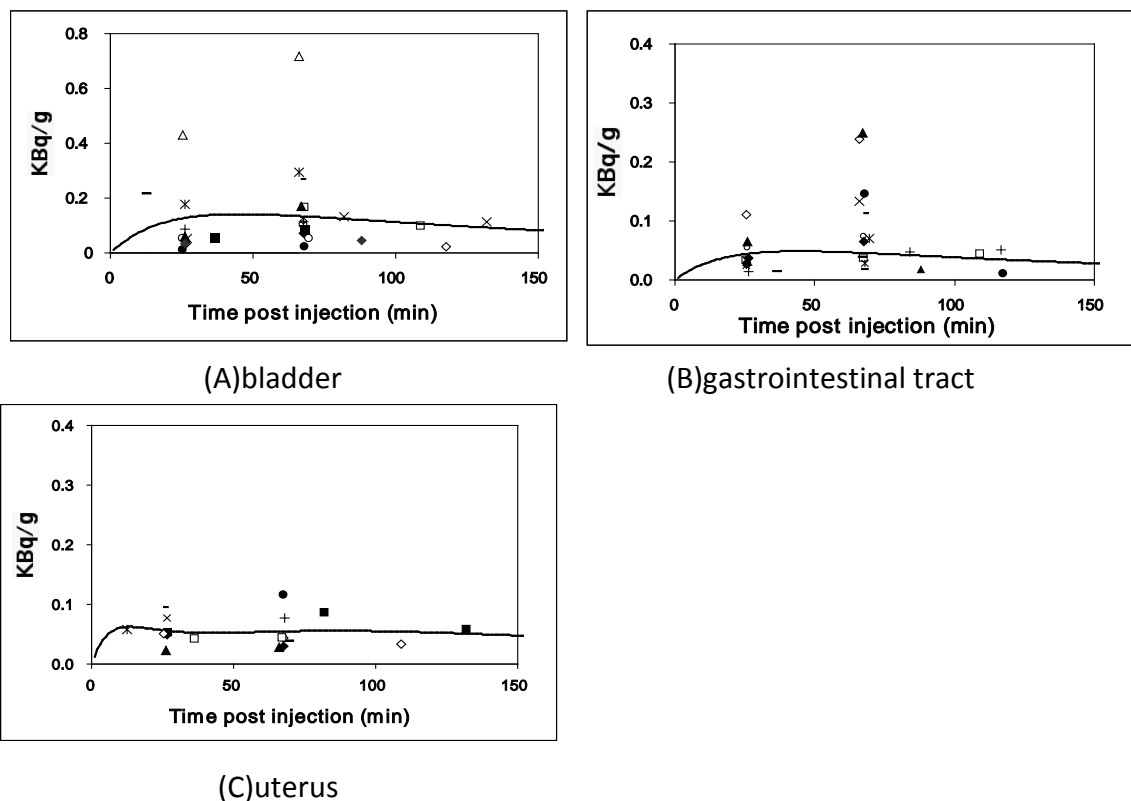 0.8
0.6
0.4
0.2
0
KBq/g
0 50 100 150
Time post injection (min)
(A)bladder
0.4
0.3
0.2
0.1
0.0
KBq/g
0 50 100 150
Time post injection (min)
(B)gastrointestinal tract
0.4
0.3
0.2
0.1
0.0
KBq/g
0 50 100 150
Time post injection (min)
(C)uterus